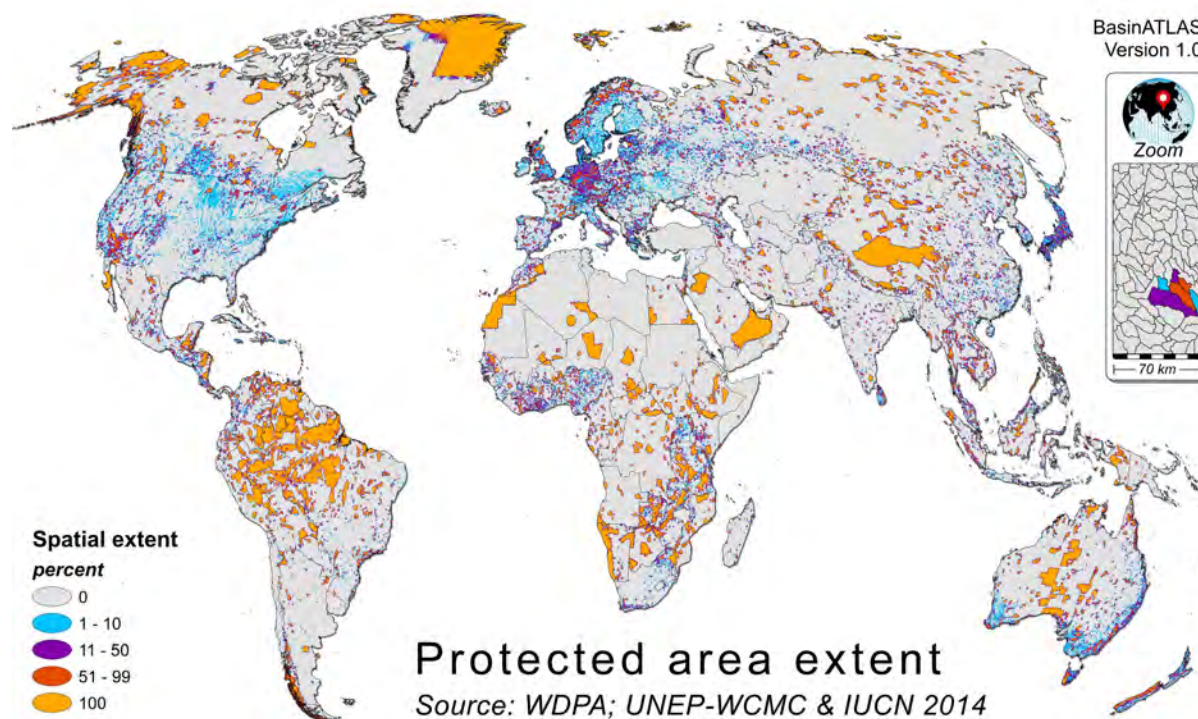 BasinATLAS
Version 1.0
Zoom
70 km
Spatial extent
percent
0
1 - 10
11 - 50
51 - 99
100
Protected area extent
Source: WDPA; UNEP-WCMC & IUCN 2014